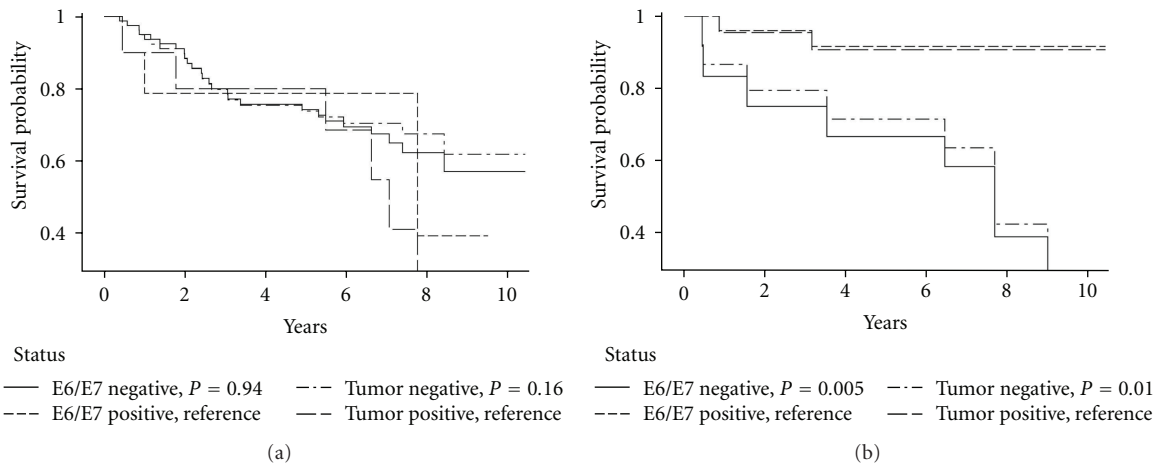 1
0.8
0.6
0.4
Survival probability
0 2 4 6 8 10
Years
Status
E6/E7 negative, P = 0.94
Tumor negative, P = 0.16
E6/E7 positive, reference
Tumor positive, reference
(a)
1
0.8
0.6
0.4
Survival probability
0 2 4 6 8 10
Years
Status
E6/E7 negative, P = 0.005
Tumor negative, P = 0.01
E6/E7 positive, reference
Tumor positive, reference
(b)